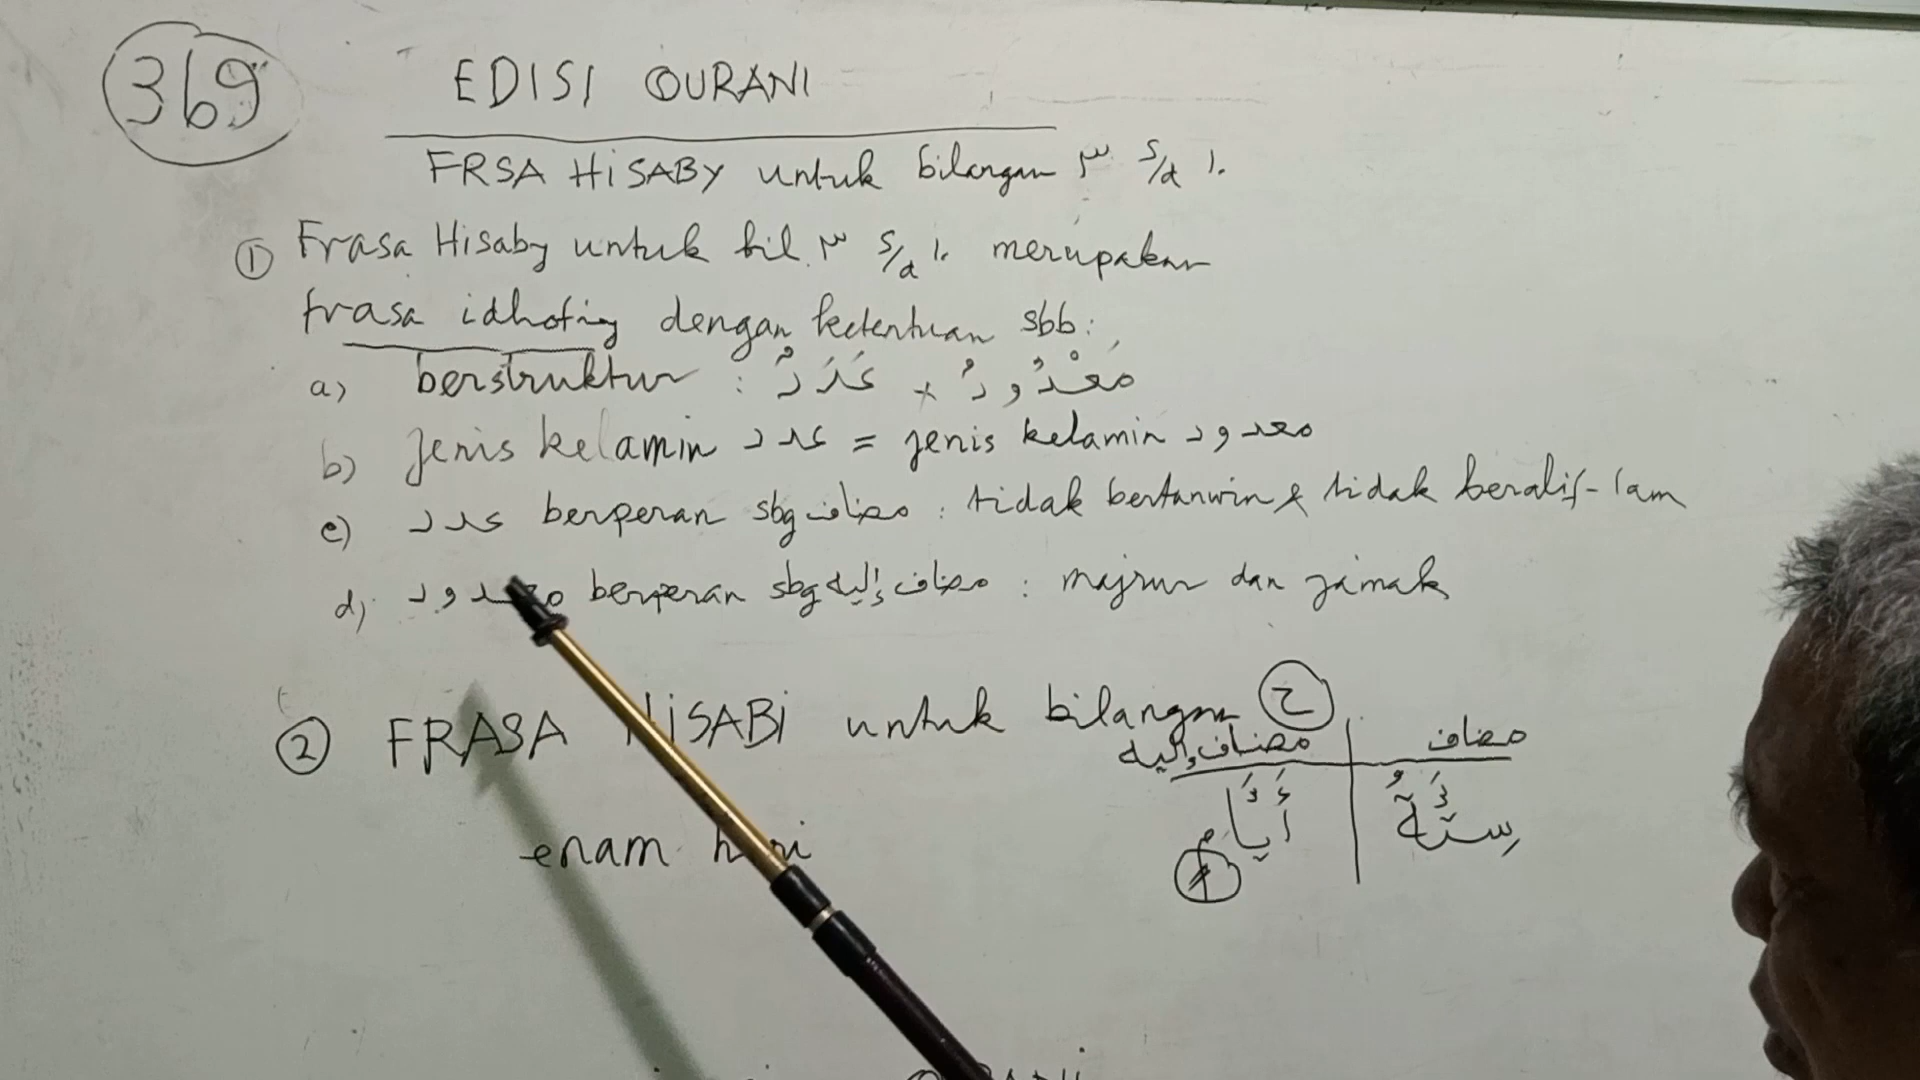 369
EDISI QURANI
FRSA HiSABY untuk bilangan ٣ s/d ١٠
① Frasa Hisaby untuk bil. ٣ s/d ١٠ merupakan
frasa idhofiy dengan ketentuan sbb:
a) berstruktur : عَدَدٌ + مَعْدُودٌ
b) Jenis kelamin عدد = jenis kelamin معدود
c) عدد berperan sbg مضاف : tidak bertanwin & tidak beralif-lam
d) معدود berperan sbg مضاف إليه : majrur dan jamak
② FRASA HiSABi untuk bilangan
مضاف | مضاف إليه
enam hari
سِتَّةُ | أَيَّامٍ